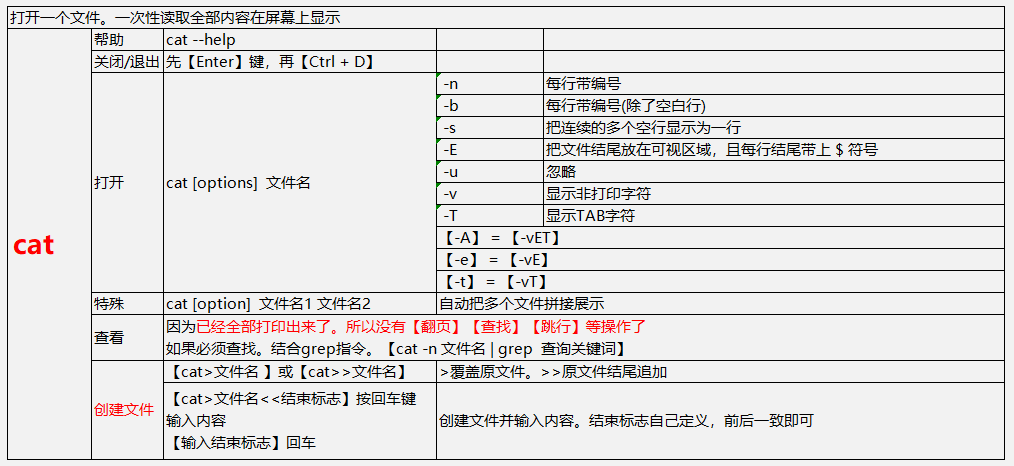 打开一个文件。一次性读取全部内容在屏幕上显示
cat
帮助 cat --help
关闭/退出 先【Enter】键，再【Ctrl + D】
打开 cat [options]  文件名
-n 每行带编号
-b 每行带编号(除了空白行)
-s 把连续的多个空行显示为一行
-E 把文件结尾放在可视区域，且每行结尾带上 $ 符号
-u 忽略
-v 显示非打印字符
-T 显示TAB字符
【-A】 = 【-vET】
【-e】 = 【-vE】
【-t】 = 【-vT】
特殊 cat [option]  文件名1 文件名2 自动把多个文件拼接展示
查看
因为已经全部打印出来了。所以没有【翻页】【查找】【跳行】等操作了
如果必须查找。结合grep指令。【cat -n 文件名 | grep  查询关键词】
创建文件
【cat>文件名 】或【cat>>文件名】 >覆盖原文件。>>原文件结尾追加
【cat>文件名<<结束标志】按回车键
输入内容
【输入结束标志】回车
创建文件并输入内容。结束标志自己定义，前后一致即可